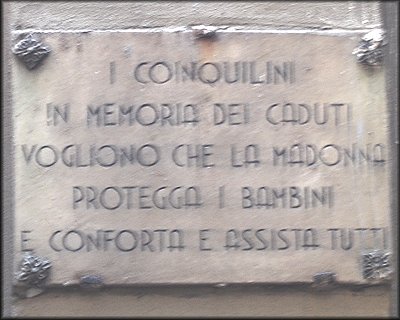 I COINQUILINI
IN MEMORIA DEI CADUTI
VOGLIONO CHE LA MADONNA
PROTEGGA I BAMBINI
E CONFORTA E ASSISTA TUTTI